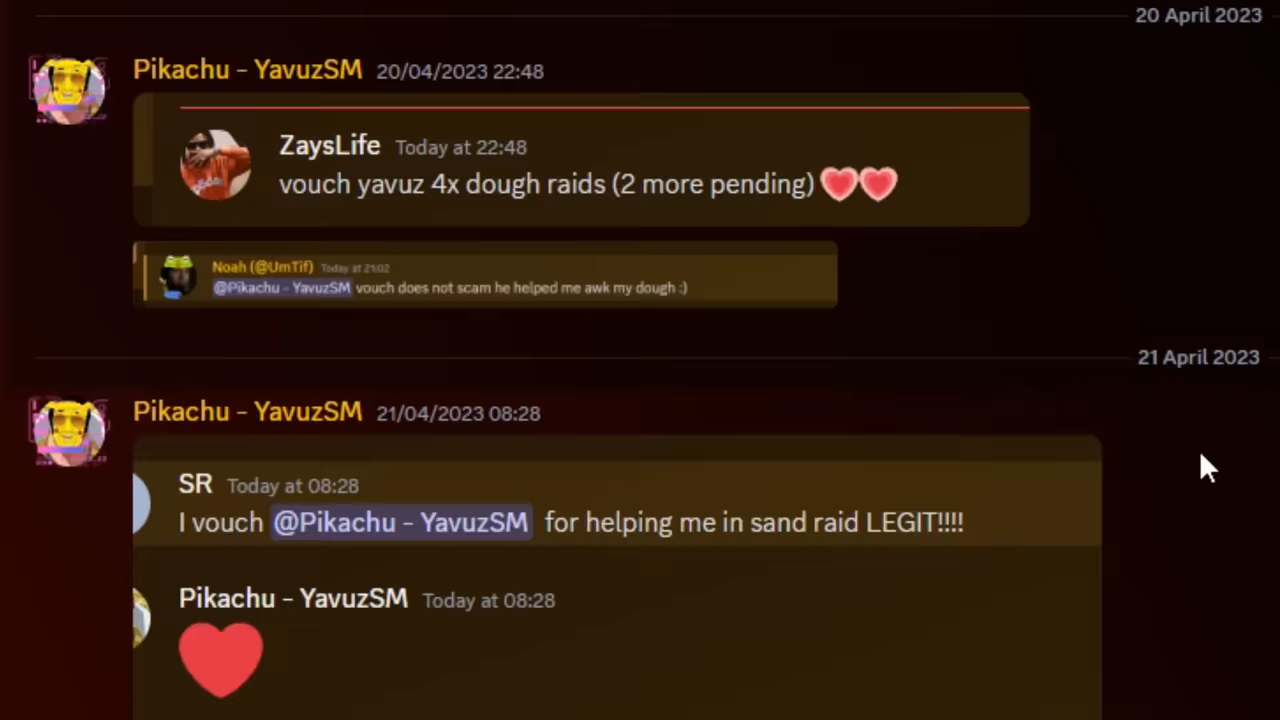 20 April 2023
Pikachu - YavuzSM 20/04/2023 22:48
ZaysLife Today at 22:48
vouch yavuz 4x dough raids (2 more pending)
Noah (@UmTif) Today at 21:02
@Pikachu - YavuzSM vouch does not scam he helped me awk my dough :)
21 April 2023
Pikachu - YavuzSM 21/04/2023 08:28
SR Today at 08:28
I vouch @Pikachu - YavuzSM for helping me in sand raid LEGIT!!!!
Pikachu - YavuzSM Today at 08:28